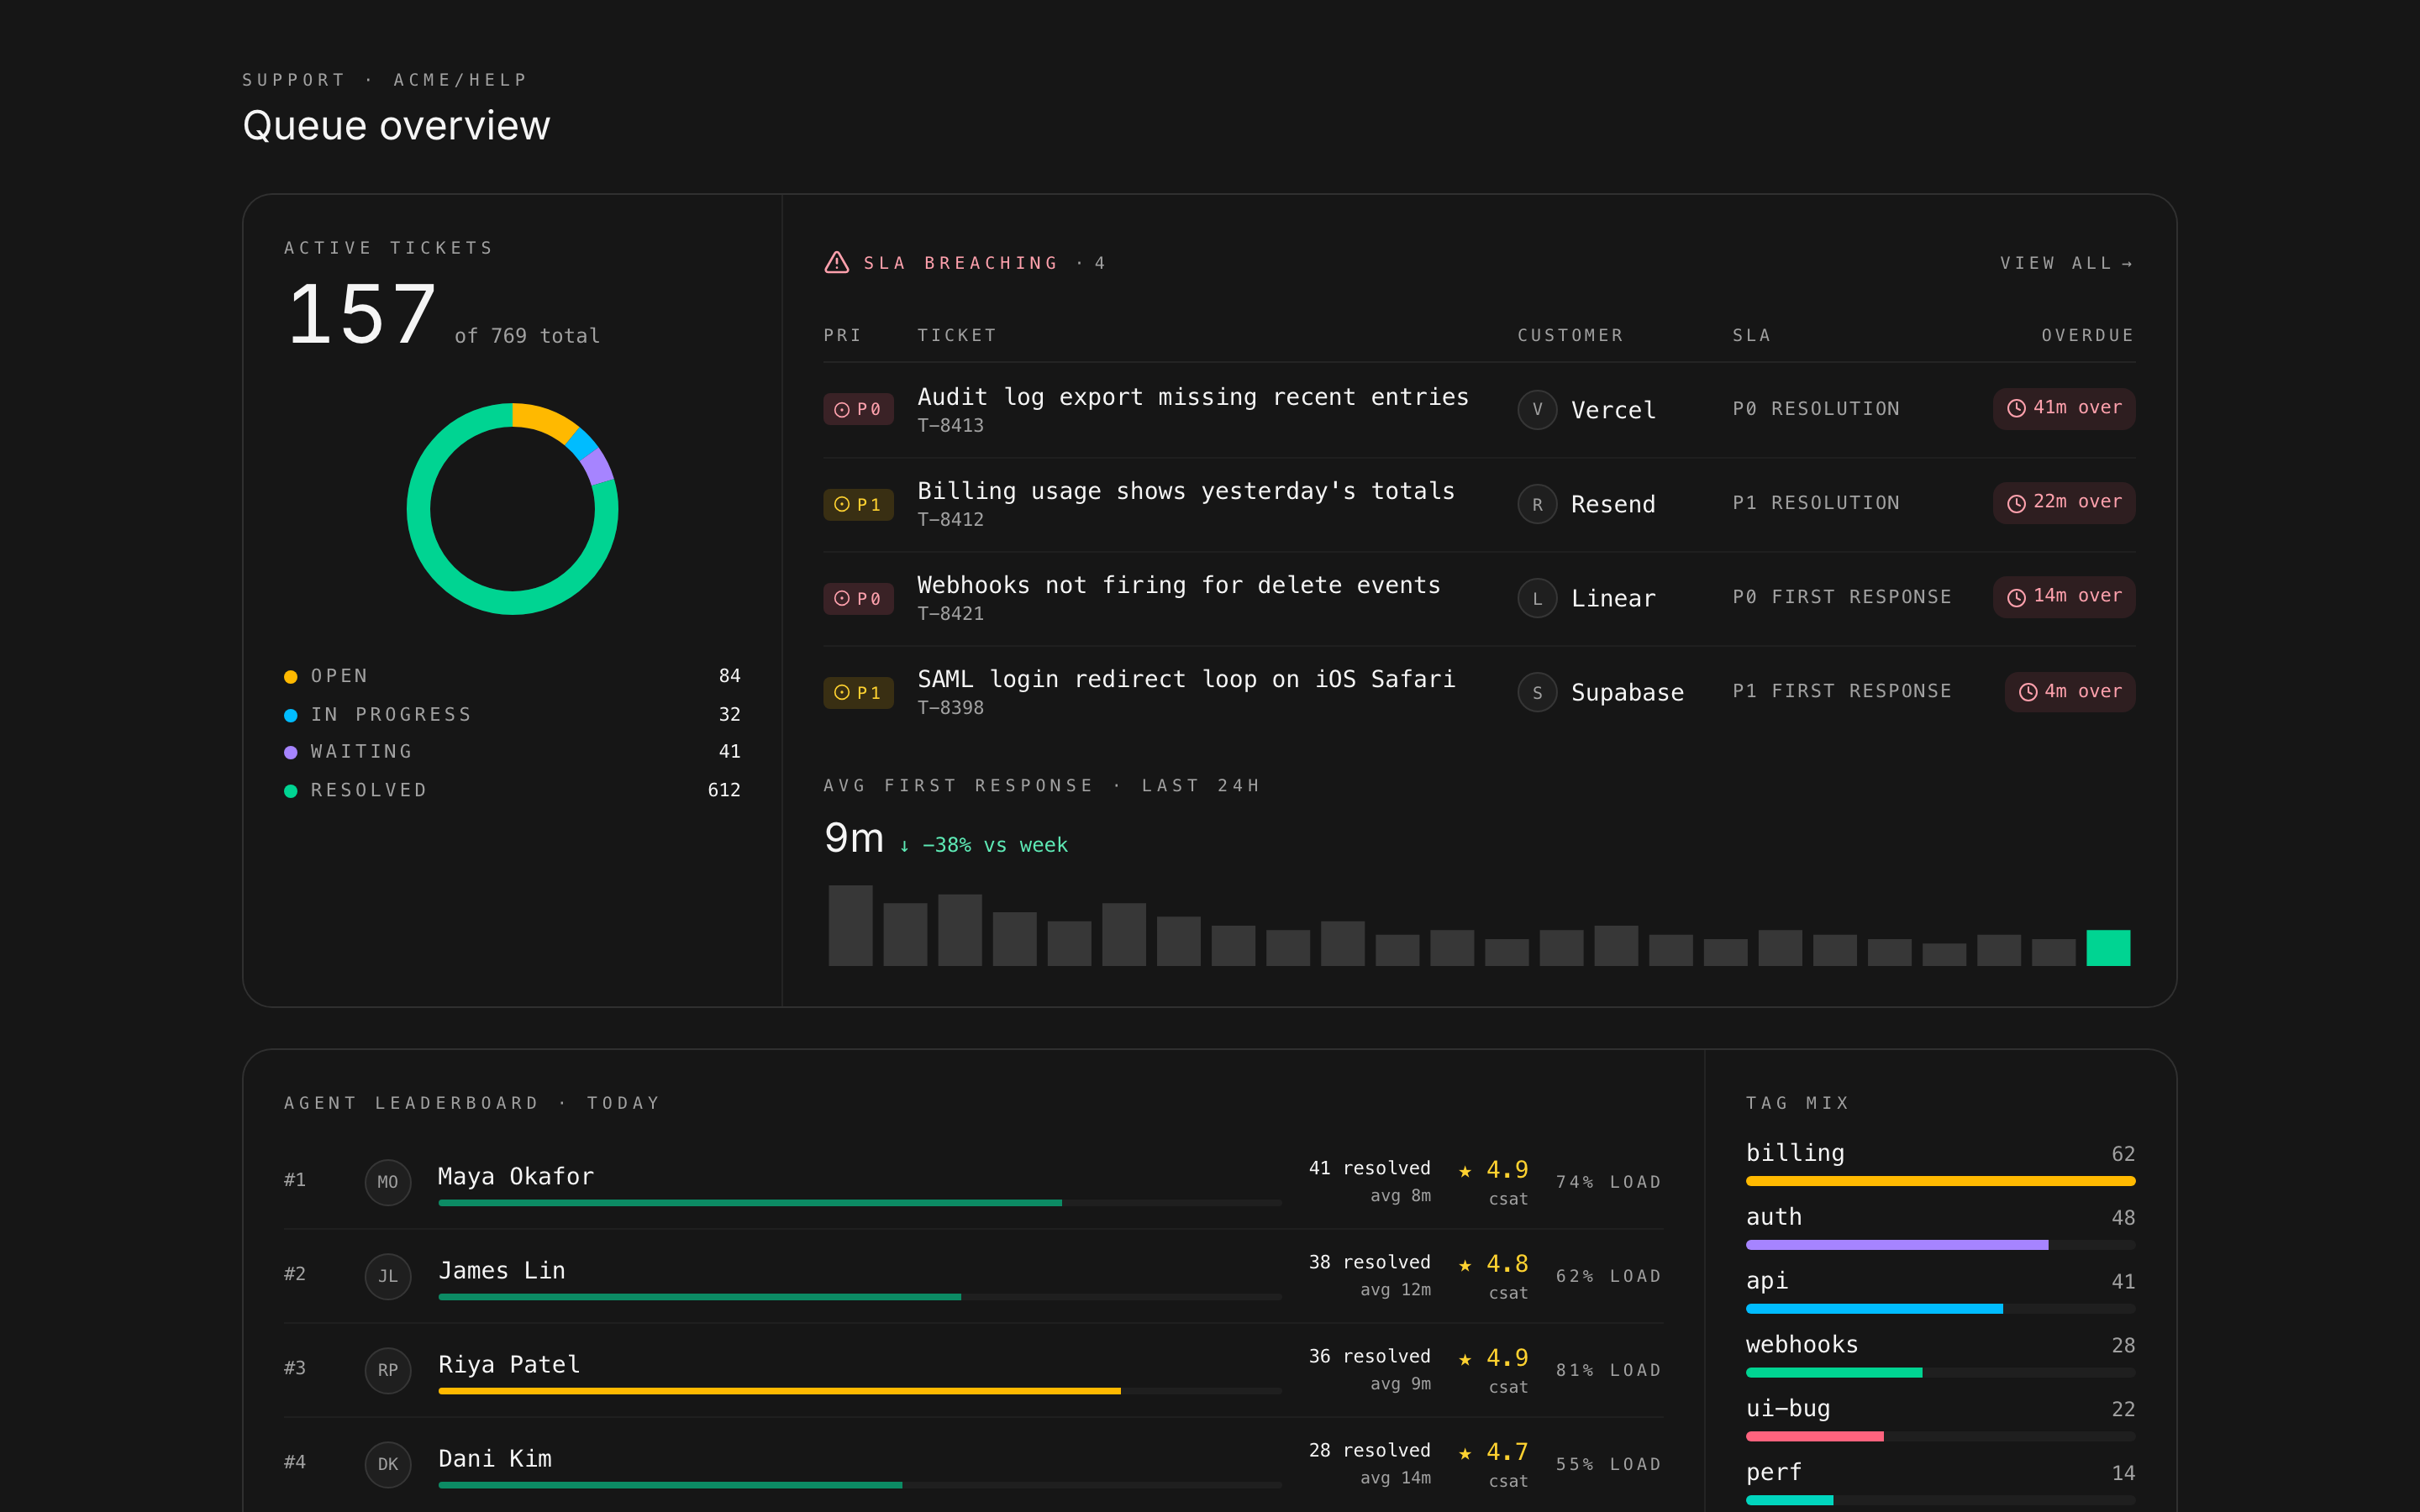 SUPPORT · ACME/HELP
Queue overview
ACTIVE TICKETS
157 of 769 total
OPEN 84
IN PROGRESS 32
WAITING 41
RESOLVED 612
SLA BREACHING · 4
VIEW ALL →
PRI TICKET CUSTOMER SLA OVERDUE
P0 Audit log export missing recent entries V Vercel P0 RESOLUTION 41m over
T-8413
P1 Billing usage shows yesterday's totals R Resend P1 RESOLUTION 22m over
T-8412
P0 Webhooks not firing for delete events L Linear P0 FIRST RESPONSE 14m over
T-8421
P1 SAML login redirect loop on iOS Safari S Supabase P1 FIRST RESPONSE 4m over
T-8398
AVG FIRST RESPONSE · LAST 24H
9m ↓ -38% vs week
AGENT LEADERBOARD · TODAY
#1 MO Maya Okafor 41 resolved ★ 4.9 74% LOAD
avg 8m csat
#2 JL James Lin 38 resolved ★ 4.8 62% LOAD
avg 12m csat
#3 RP Riya Patel 36 resolved ★ 4.9 81% LOAD
avg 9m csat
#4 DK Dani Kim 28 resolved ★ 4.7 55% LOAD
avg 14m csat
TAG MIX
billing 62
auth 48
api 41
webhooks 28
ui-bug 22
perf 14